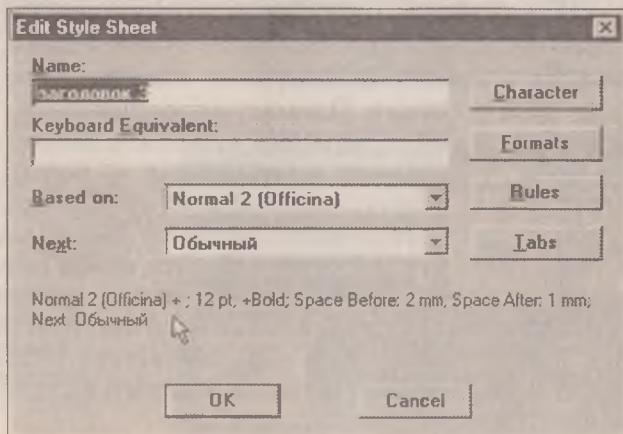 Edit Style Sheet
Name:
заголовок 3
Character
Keyboard Equivalent:
Formats
Based on: Normal 2 (Officina)
Rules
Next: Обычный
Tabs
Normal 2 (Officina) + ; 12 pt, +Bold; Space Before: 2 mm, Space After: 1 mm;
Next Обычный
OK Cancel